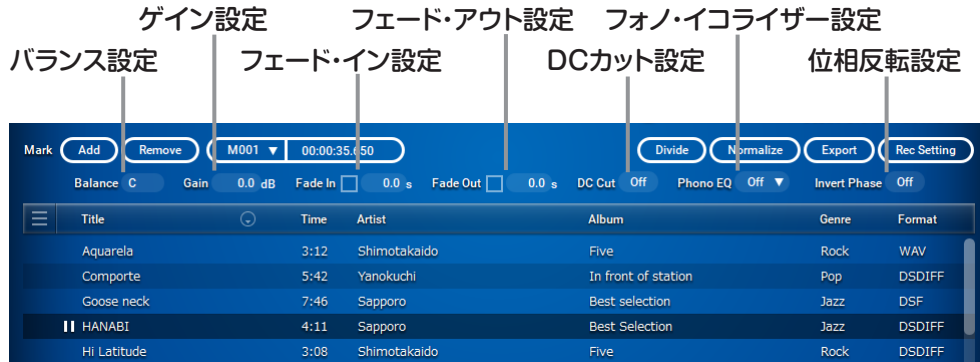 ゲイン設定 フェード・アウト設定 フォノ・イコライザー設定
バランス設定 フェード・イン設定 DCカット設定 位相反転設定
Mark Add Remove M001 ▼ 00:00:35.650 Divide Normalize Export Rec Setting
Balance C Gain 0.0 dB Fade In 0.0 s Fade Out 0.0 s DC Cut Off Phono EQ Off ▼ Invert Phase Off
Title Time Artist Album Genre Format
Aquarela 3:12 Shimotakaido Five Rock WAV
Comporte 5:42 Yanokuchi In front of station Pop DSDIFF
Goose neck 7:46 Sapporo Best selection Jazz DSF
HANABI 4:11 Sapporo Best Selection Jazz DSDIFF
Hi Latitude 3:08 Shimotakaido Five Rock DSDIFF